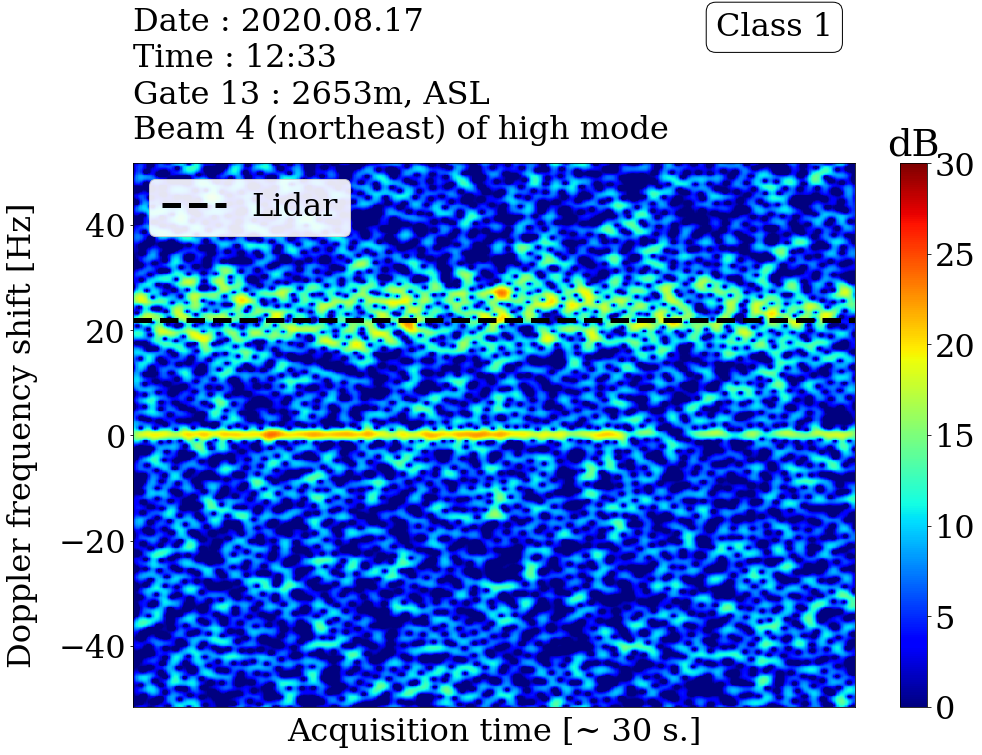 Date : 2020.08.17
Class 1
Time : 12:33
Gate 13 : 2653m, ASL
Beam 4 (northeast) of high mode
dB
Lidar
Doppler frequency shift [Hz]
40
20
0
−20
−40
30
25
20
15
10
5
0
Acquisition time [~ 30 s.]